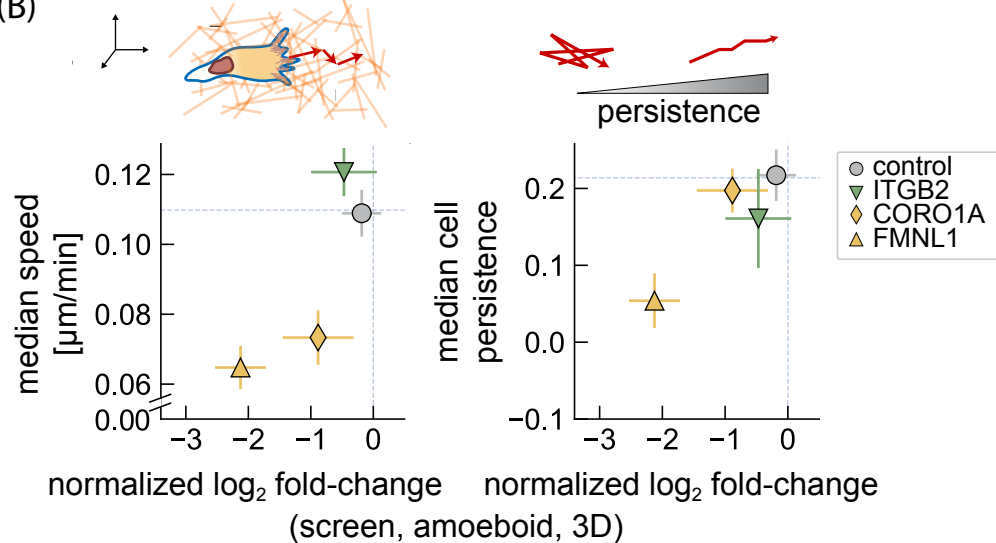 (B)
persistence
median speed
[µm/min]
0.12
0.10
0.08
0.06
0.00
−3 −2 −1 0
normalized log₂ fold-change
median cell
persistence
0.2
0.1
0.0
−0.1
−3 −2 −1 0
normalized log₂ fold-change
(screen, amoeboid, 3D)
control
ITGB2
CORO1A
FMNL1